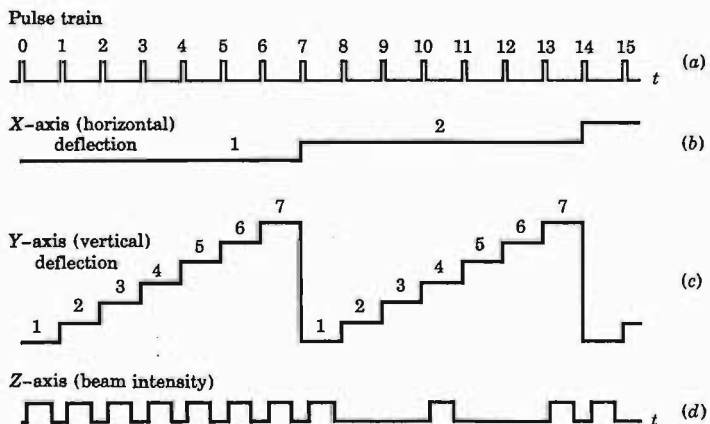 Pulse train
0 1 2 3 4 5 6 7 8 9 10 11 12 13 14 15
t (a)
X-axis (horizontal)
deflection
1 2
(b)
7 7
6 6
Y-axis (vertical)
deflection
5 5
4 4
3 3
(c)
2 2
1 1
Z-axis (beam intensity)
t (d)